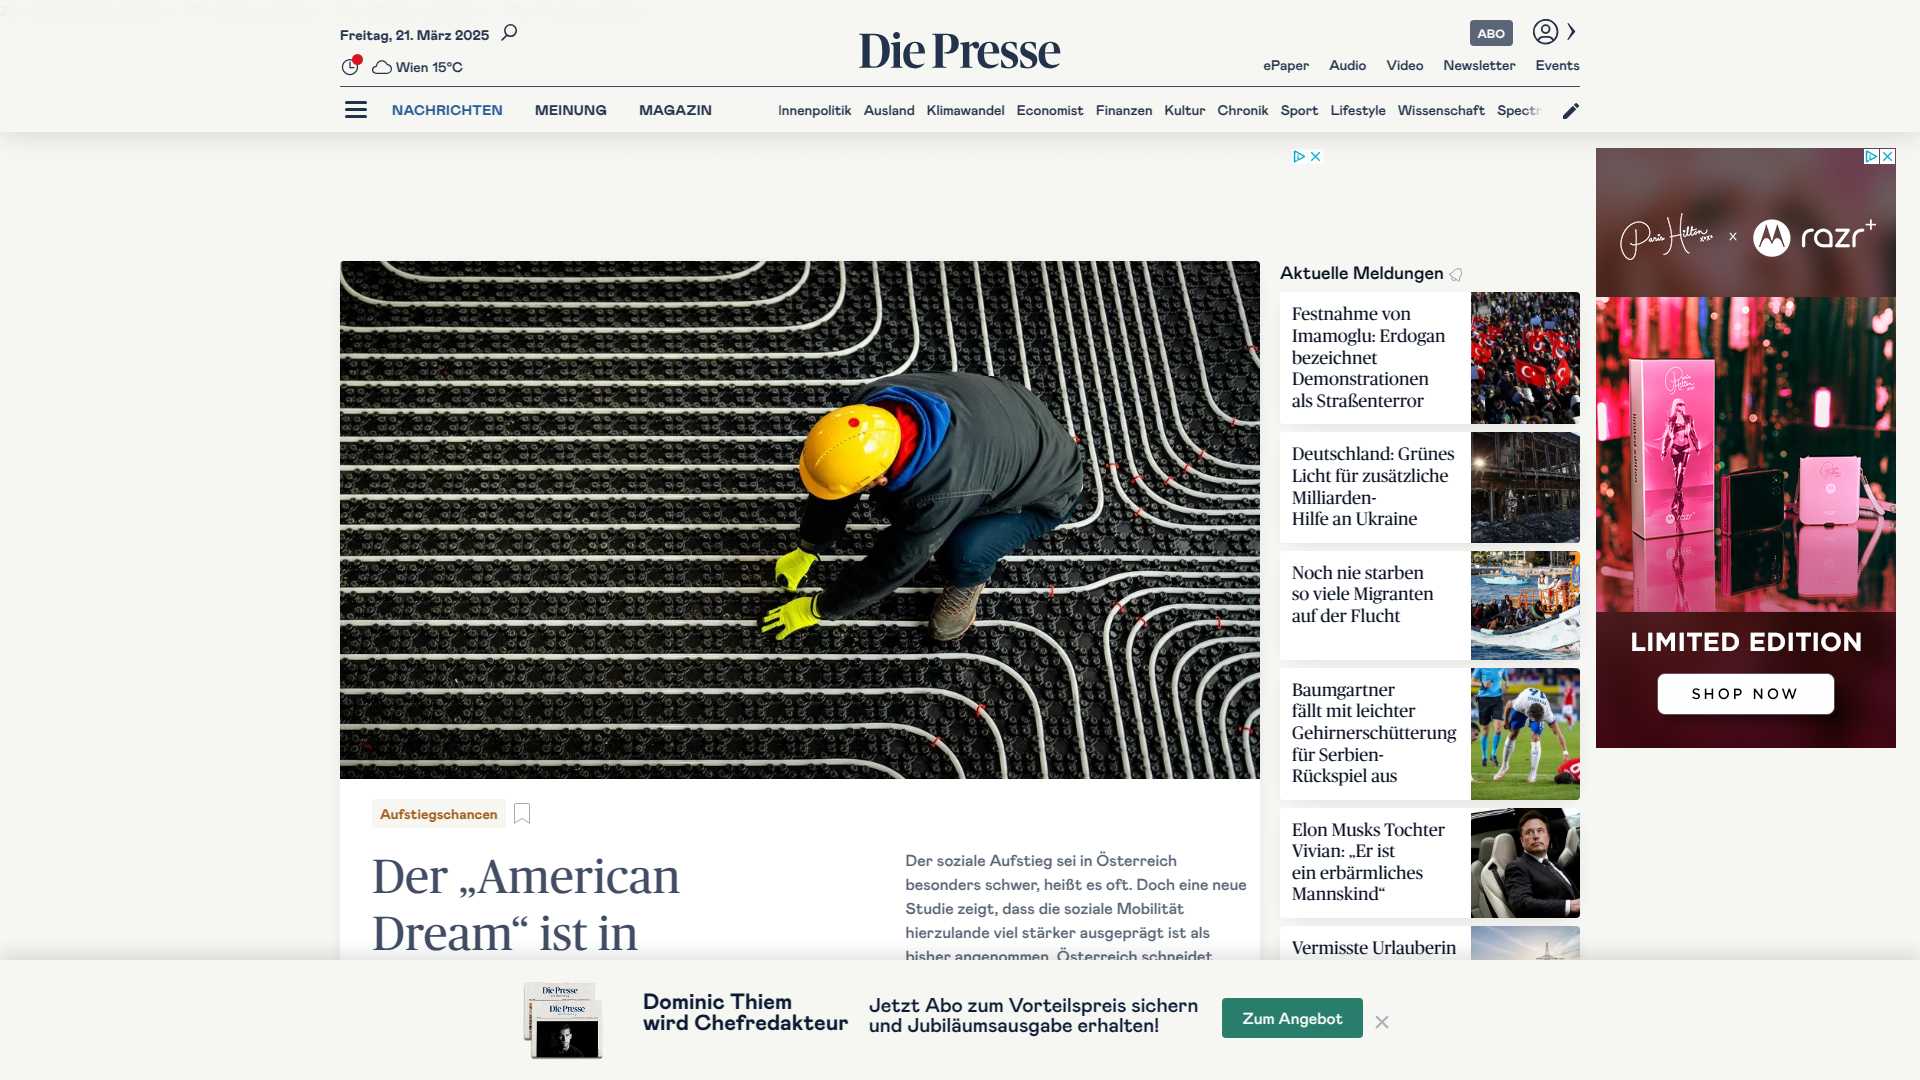 Freitag, 21. März 2025
Wien 15°C
Die Presse
ABO
ePaper Audio Video Newsletter Events
NACHRICHTEN MEINUNG MAGAZIN
Innenpolitik Ausland Klimawandel Economist Finanzen Kultur Chronik Sport Lifestyle Wissenschaft Spectr
Paris Hilton x razr+
Aktuelle Meldungen
Festnahme von
Imamoglu: Erdogan
bezeichnet
Demonstrationen
als Straßenterror
Deutschland: Grünes
Licht für zusätzliche
Milliarden-
Hilfe an Ukraine
Noch nie starben
so viele Migranten
auf der Flucht
Baumgartner
fällt mit leichter
Gehirnerschütterung
für Serbien-
Rückspiel aus
Elon Musks Tochter
Vivian: „Er ist
ein erbärmliches
Mannskind“
Vermisste Urlauberin
LIMITED EDITION
SHOP NOW
Aufstiegschancen
Der „American
Dream“ ist in
Der soziale Aufstieg sei in Österreich
besonders schwer, heißt es oft. Doch eine neue
Studie zeigt, dass die soziale Mobilität
hierzulande viel stärker ausgeprägt ist als
bisher angenommen. Österreich schneidet
Die Presse
Die Presse
Dominic Thiem
wird Chefredakteur
Jetzt Abo zum Vorteilspreis sichern
und Jubiläumsausgabe erhalten!
Zum Angebot